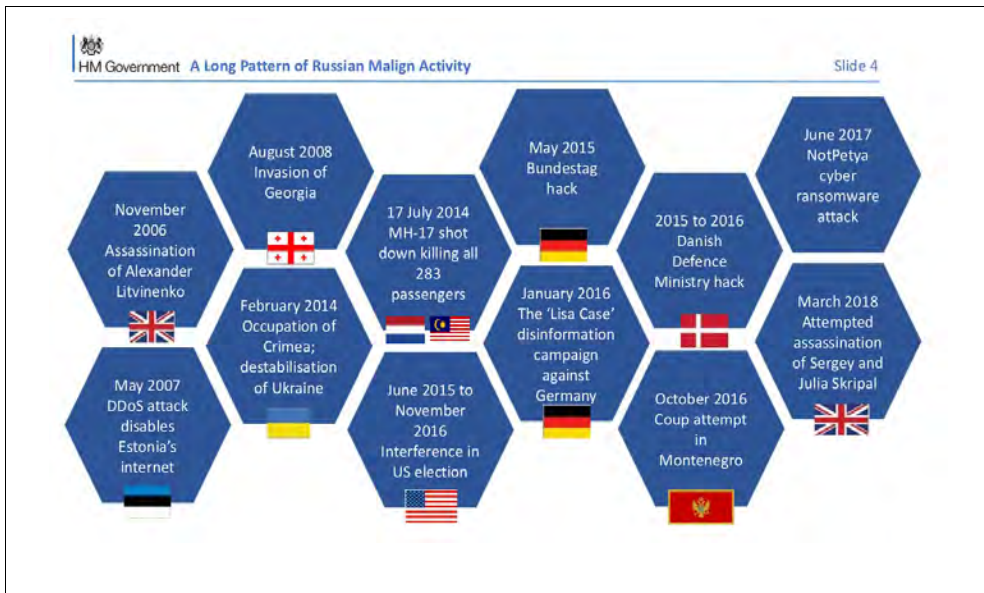 HM Government
A Long Pattern of Russian Malign Activity
Slide 4
November
2006
Assassination
of Alexander
Litvinenko
May 2007
DDoS attack
disables
Estonia's
internet
August 2008
Invasion of
Georgia
February 2014
Occupation of
Crimea;
destabilisation
of Ukraine
17 July 2014
MH-17 shot
down killing all
283
passengers
June 2015 to
November
2016
Interference in
US election
May 2015
Bundestag
hack
January 2016
The 'Lisa Case'
disinformation
campaign
against
Germany
2015 to 2016
Danish
Defence
Ministry hack
October 2016
Coup attempt
in
Montenegro
June 2017
NotPetya
cyber
ransomware
attack
March 2018
Attempted
assassination
of Sergey and
Julia Skripal